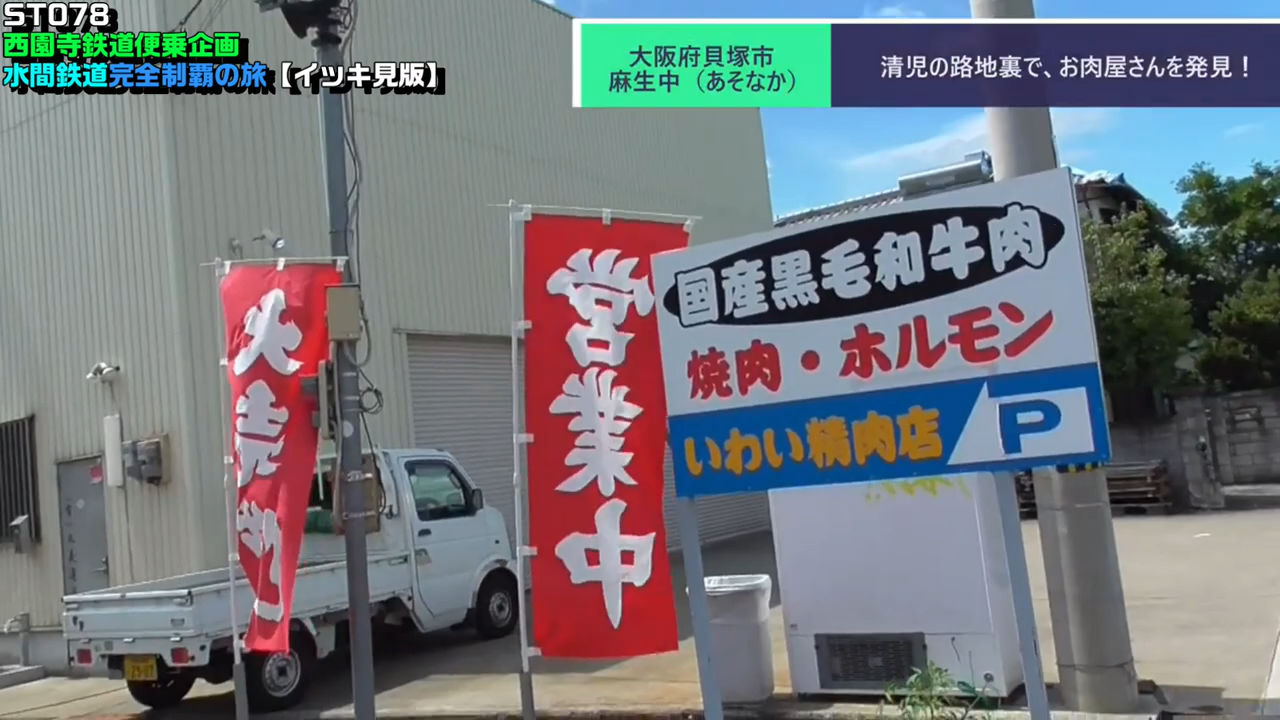 ST078
西園寺鉄道便乗企画
水間鉄道完全制覇の旅【イツキ見版】
大阪府貝塚市
麻生中（あそなか）
清児の路地裏で、お肉屋さんを発見！
大売出し
営業中
国産黒毛和牛肉
焼肉・ホルモン
いわい精肉店
P